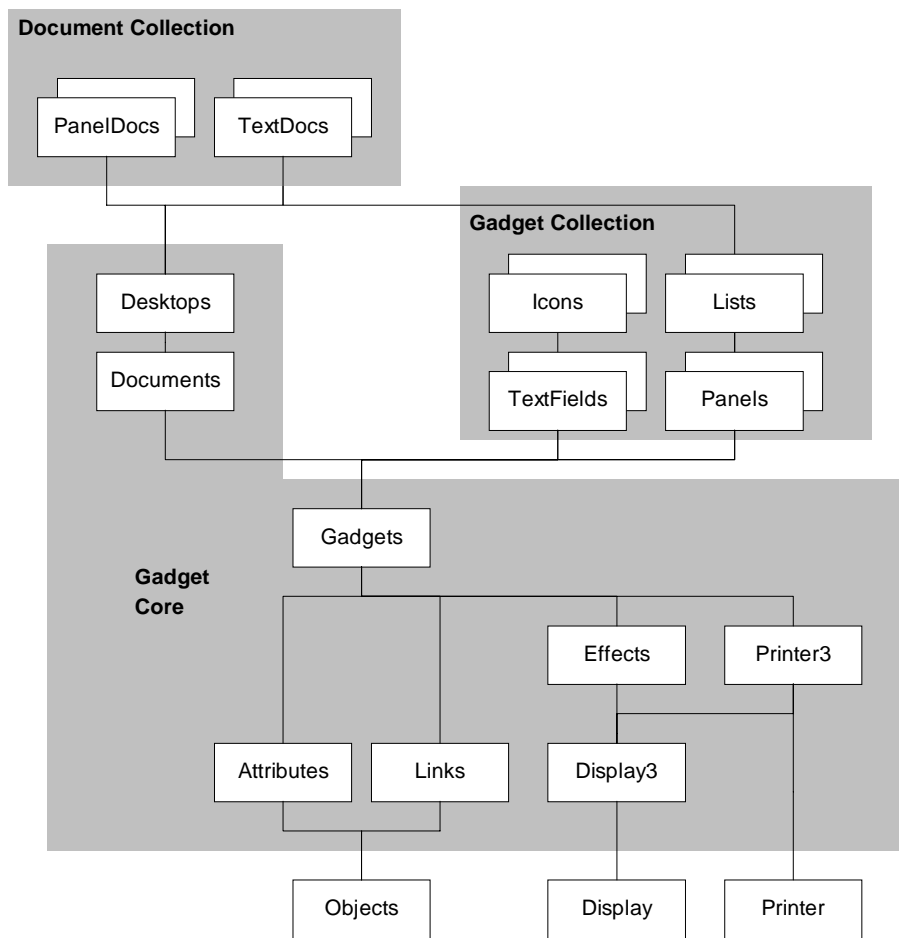 Document Collection
PanelDocs
TextDocs
Gadget Collection
Desktops
Icons
Lists
Documents
TextFields
Panels
Gadgets
Gadget
Core
Effects
Printer3
Attributes
Links
Display3
Objects
Display
Printer